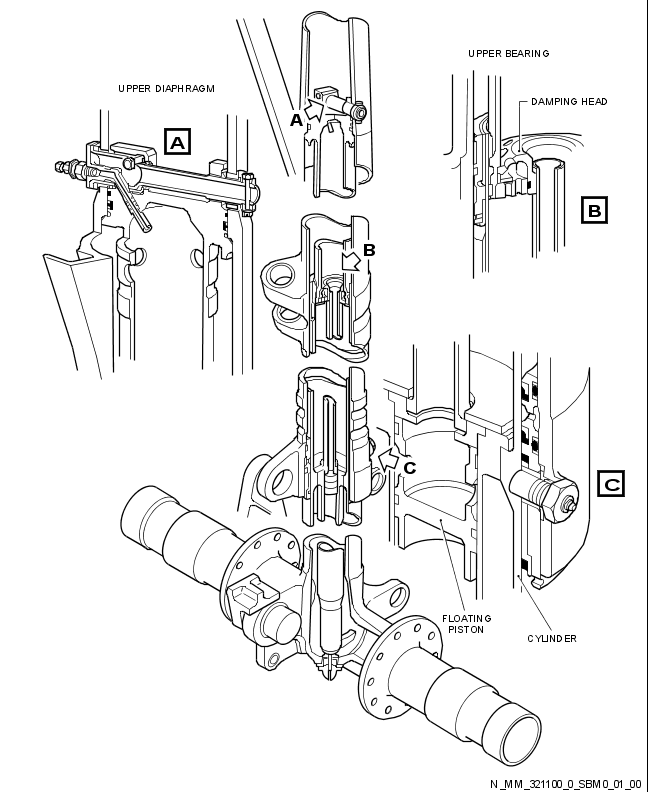 UPPER BEARING
UPPER DIAPHRAGM
DAMPING HEAD
A
A
B
B
C
C
FLOATING
PISTON
CYLINDER
N_MM_321100_0_SBM0_01_00